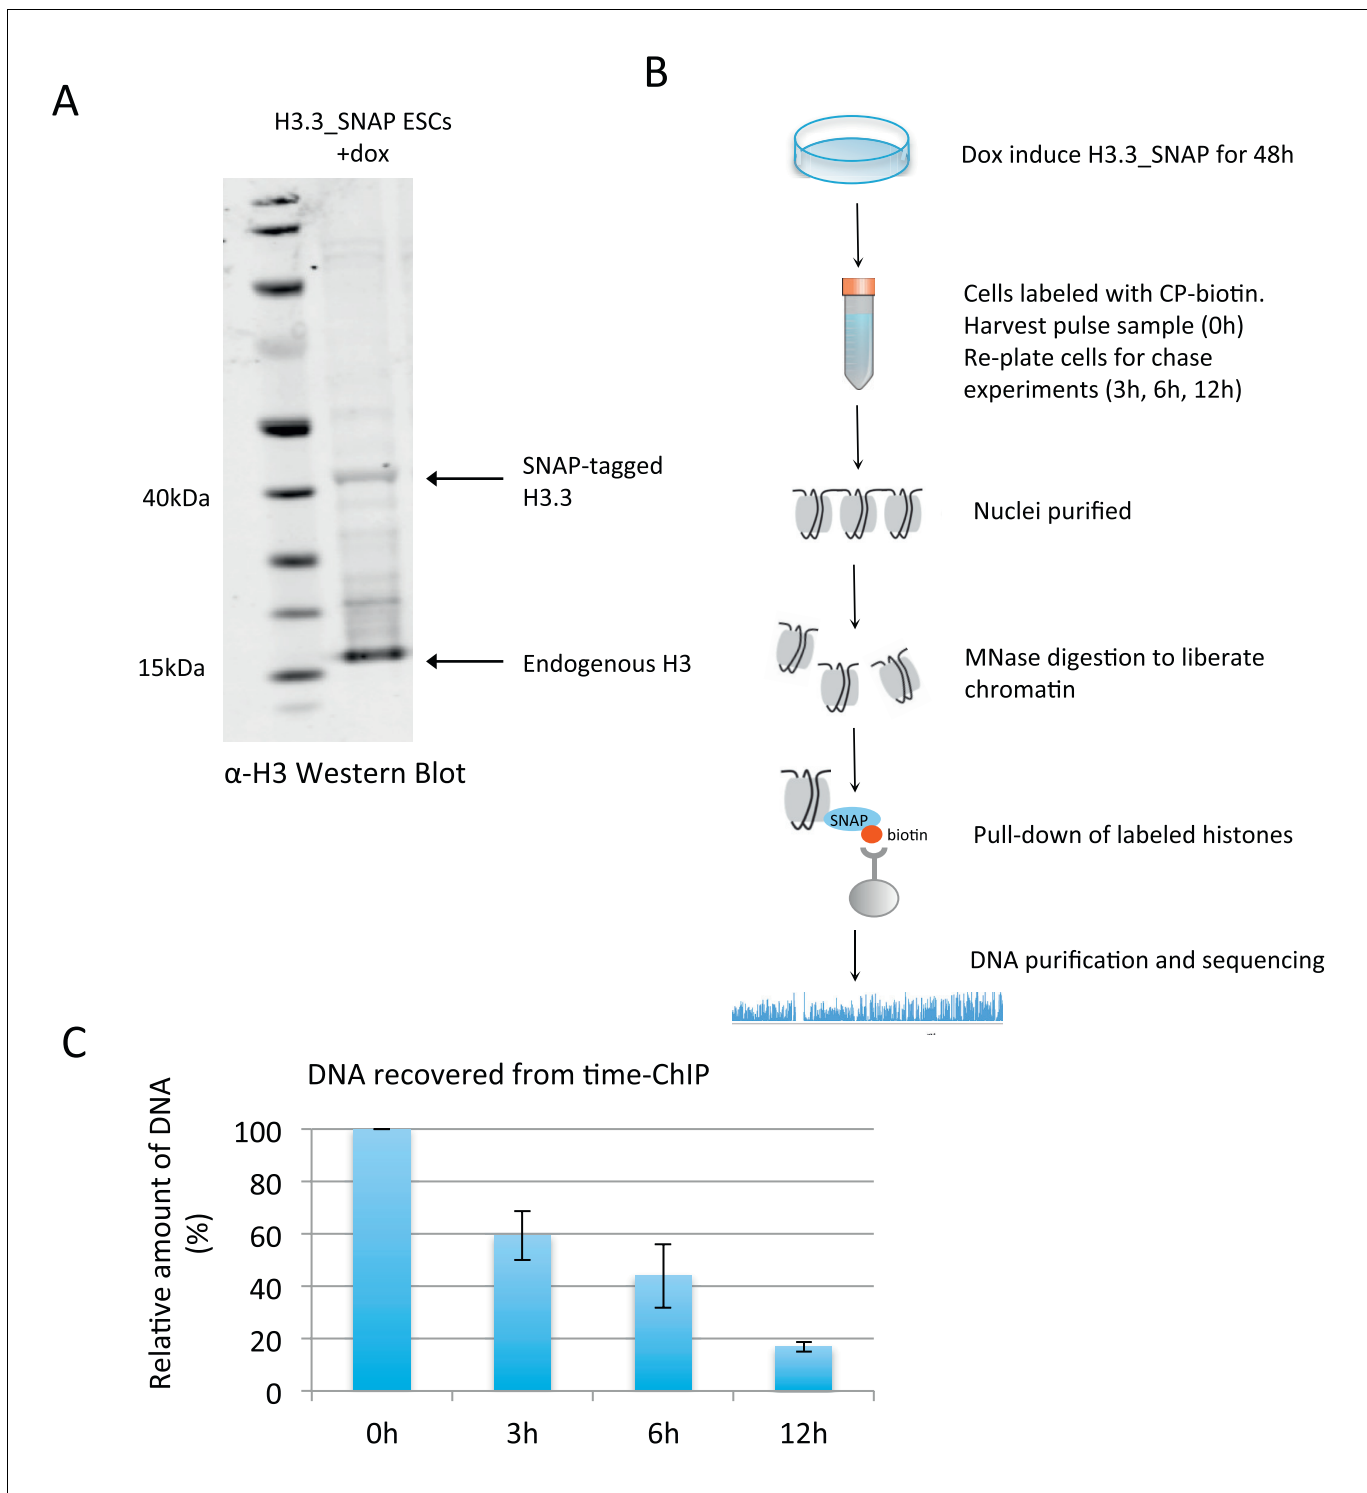 A
H3.3_SNAP ESCs
+dox
40kDa
15kDa
SNAP-tagged
H3.3
Endogenous H3
α-H3 Western Blot
B
Dox induce H3.3_SNAP for 48h
Cells labeled with CP-biotin.
Harvest pulse sample (0h)
Re-plate cells for chase
experiments (3h, 6h, 12h)
Nuclei purified
MNase digestion to liberate
chromatin
SNAP
biotin
Pull-down of labeled histones
DNA purification and sequencing
C
DNA recovered from time-ChIP
Relative amount of DNA
(%)
100
80
60
40
20
0
0h
3h
6h
12h